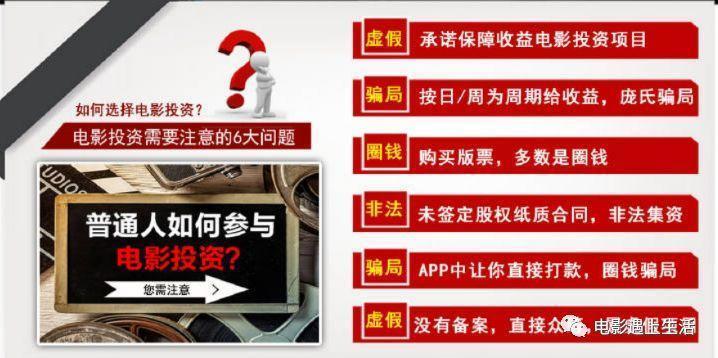 如何选择电影投资？
电影投资需要注意的6大问题
普通人如何参与
电影投资？
您需注意
虚假 承诺保障收益电影投资项目
骗局 按日/周为周期给收益，庞氏骗局
圈钱 购买版票，多数是圈钱
非法 未签定股权纸质合同，非法集资
骗局 APP中让你直接打款，圈钱骗局
虚假 没有备案，直接众